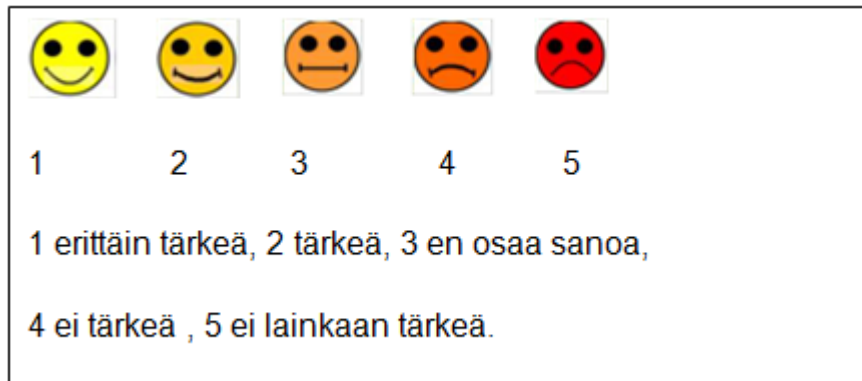 1 2 3 4 5
1 erittäin tärkeä, 2 tärkeä, 3 en osaa sanoa,
4 ei tärkeä , 5 ei lainkaan tärkeä.